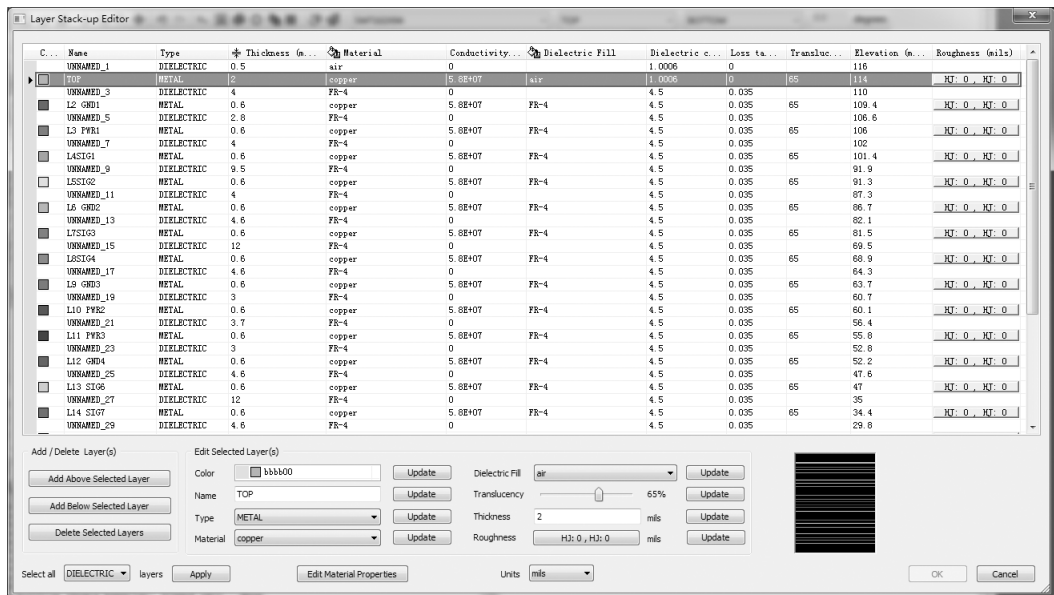 Layer Stack-up Editor
C... Name Type Thickness (m... Material Conductivity... Dielectric Fill Dielectric c... Loss ta... Transluc... Elevation (m... Roughness (mils)
UNNAMED_1 DIELECTRIC 0.5 air 0 1.0006 0 116
TOP METAL 2 copper 5.8E+07 air 1.0006 0 65 114 HJ: 0 , HJ: 0
UNNAMED_3 DIELECTRIC 4 FR-4 0 4.5 0.035 110
L2 GND1 METAL 0.6 copper 5.8E+07 FR-4 4.5 0.035 65 109.4 HJ: 0 , HJ: 0
UNNAMED_5 DIELECTRIC 2.8 FR-4 0 4.5 0.035 106.6
L3 PWR1 METAL 0.6 copper 5.8E+07 FR-4 4.5 0.035 65 106 HJ: 0 , HJ: 0
UNNAMED_7 DIELECTRIC 4 FR-4 0 4.5 0.035 102
L4SIG1 METAL 0.6 copper 5.8E+07 FR-4 4.5 0.035 65 101.4 HJ: 0 , HJ: 0
UNNAMED_9 DIELECTRIC 9.5 FR-4 0 4.5 0.035 91.9
L5SIG2 METAL 0.6 copper 5.8E+07 FR-4 4.5 0.035 65 91.3 HJ: 0 , HJ: 0
UNNAMED_11 DIELECTRIC 4 FR-4 0 4.5 0.035 87.3
L6 GND2 METAL 0.6 copper 5.8E+07 FR-4 4.5 0.035 65 86.7 HJ: 0 , HJ: 0
UNNAMED_13 DIELECTRIC 4.6 FR-4 0 4.5 0.035 82.1
L7SIG3 METAL 0.6 copper 5.8E+07 FR-4 4.5 0.035 65 81.5 HJ: 0 , HJ: 0
UNNAMED_15 DIELECTRIC 12 FR-4 0 4.5 0.035 69.5
L8SIG4 METAL 0.6 copper 5.8E+07 FR-4 4.5 0.035 65 68.9 HJ: 0 , HJ: 0
UNNAMED_17 DIELECTRIC 4.6 FR-4 0 4.5 0.035 64.3
L9 GND3 METAL 0.6 copper 5.8E+07 FR-4 4.5 0.035 65 63.7 HJ: 0 , HJ: 0
UNNAMED_19 DIELECTRIC 3 FR-4 0 4.5 0.035 60.7
L10 PWR2 METAL 0.6 copper 5.8E+07 FR-4 4.5 0.035 65 60.1 HJ: 0 , HJ: 0
UNNAMED_21 DIELECTRIC 3.7 FR-4 0 4.5 0.035 56.4
L11 PWR3 METAL 0.6 copper 5.8E+07 FR-4 4.5 0.035 65 55.8 HJ: 0 , HJ: 0
UNNAMED_23 DIELECTRIC 3 FR-4 0 4.5 0.035 52.8
L12 GND4 METAL 0.6 copper 5.8E+07 FR-4 4.5 0.035 65 52.2 HJ: 0 , HJ: 0
UNNAMED_25 DIELECTRIC 4.6 FR-4 0 4.5 0.035 47.6
L13 SIG6 METAL 0.6 copper 5.8E+07 FR-4 4.5 0.035 65 47 HJ: 0 , HJ: 0
UNNAMED_27 DIELECTRIC 12 FR-4 0 4.5 0.035 35
L14 SIG7 METAL 0.6 copper 5.8E+07 FR-4 4.5 0.035 65 34.4 HJ: 0 , HJ: 0
UNNAMED_29 DIELECTRIC 4.6 FR-4 0 4.5 0.035 29.8
Add / Delete Layer(s) Edit Selected Layer(s)
Color bbbb00 Update Dielectric Fill air Update
Add Above Selected Layer
Name TOP Update Translucency 65% Update
Add Below Selected Layer
Type METAL Update Thickness 2 mils Update
Delete Selected Layers
Material copper Update Roughness HJ: 0 , HJ: 0 mils Update
Select all DIELECTRIC layers Apply Edit Material Properties Units mils OK Cancel